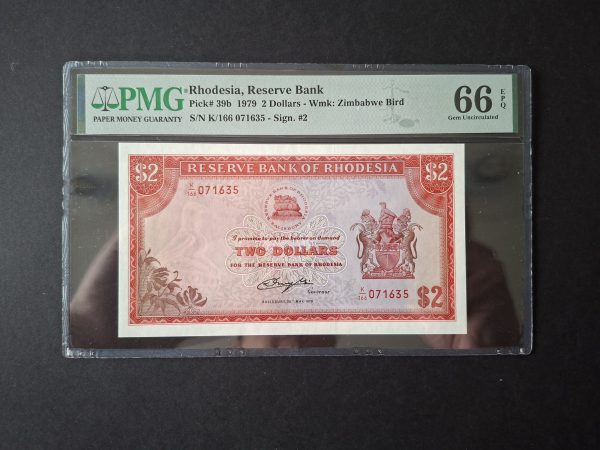 PMG
PAPER MONEY GUARANTY
Rhodesia, Reserve Bank
Pick# 39b 1979 2 Dollars - Wmk: Zimbabwe Bird
S/N K/166 071635 - Sign. #2
66 EPQ
Gem Uncirculated
$2 RESERVE BANK OF RHODESIA $2
K/166 071635
I promise to pay the bearer on demand
TWO DOLLARS
FOR THE RESERVE BANK OF RHODESIA
K/166 071635
Governor
$2